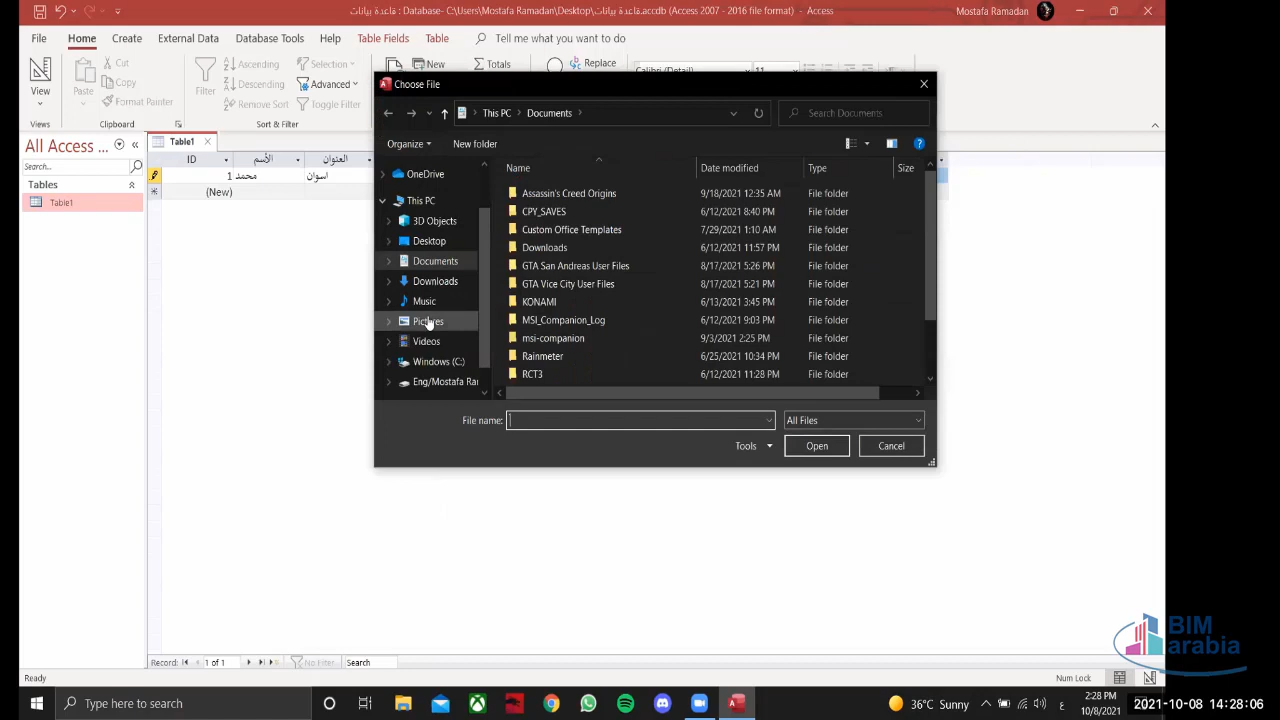 قاعدة بيانات : Database- C:\Users\Mostafa Ramadan\Desktop\قاعدة بيانات.accdb (Access 2007 - 2016 file format) - Access
Mostafa Ramadan
File Home Create External Data Database Tools Help Table Fields Table Tell me what you want to do
View
Views
Paste
Cut
Copy
Format Painter
Clipboard
Filter
Ascending
Descending
Remove Sort
Selection
Advanced
Toggle Filter
Sort & Filter
New
Totals
Replace
Calibri (Detail) 11
All Access ...
Search...
Tables
Table1
Table1
ID الأسم العنوان
1 محمد اسوان
(New)
Choose File
This PC > Documents >
Search Documents
Organize New folder
OneDrive
This PC
3D Objects
Desktop
Documents
Downloads
Music
Pictures
Videos
Windows (C:)
Eng/Mostafa Rar
Name Date modified Type Size
Assassin's Creed Origins 9/18/2021 12:35 AM File folder
CPY_SAVES 6/12/2021 8:40 PM File folder
Custom Office Templates 7/29/2021 1:10 AM File folder
Downloads 6/12/2021 11:57 PM File folder
GTA San Andreas User Files 8/17/2021 5:26 PM File folder
GTA Vice City User Files 8/17/2021 5:21 PM File folder
KONAMI 6/13/2021 3:45 PM File folder
MSI_Companion_Log 6/12/2021 9:03 PM File folder
msi-companion 9/3/2021 2:25 PM File folder
Rainmeter 6/25/2021 10:34 PM File folder
RCT3 6/12/2021 11:28 PM File folder
File name: All Files
Tools Open Cancel
BIM
arabia
Record: 1 of 1 No Filter Search
Ready Num Lock
Type here to search
36°C Sunny
ع
2:28 PM
10/8/2021
2021-10-08 14:28:06